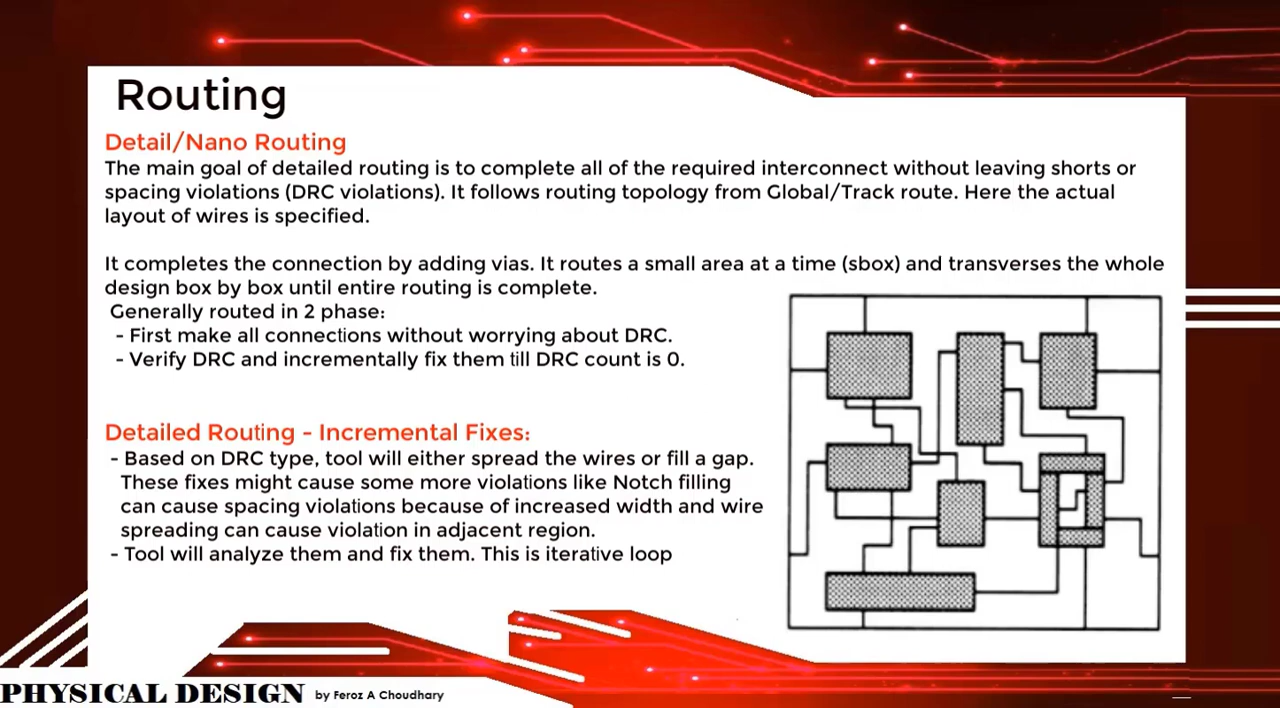 Routing
Detail/Nano Routing
The main goal of detailed routing is to complete all of the required interconnect without leaving shorts or
spacing violations (DRC violations). It follows routing topology from Global/Track route. Here the actual
layout of wires is specified.
It completes the connection by adding vias. It routes a small area at a time (sbox) and transverses the whole
design box by box until entire routing is complete.
Generally routed in 2 phase:
- First make all connections without worrying about DRC.
- Verify DRC and incrementally fix them till DRC count is 0.
Detailed Routing - Incremental Fixes:
- Based on DRC type, tool will either spread the wires or fill a gap.
These fixes might cause some more violations like Notch filling
can cause spacing violations because of increased width and wire
spreading can cause violation in adjacent region.
- Tool will analyze them and fix them. This is iterative loop
PHYSICAL DESIGN by Feroz A Choudhary